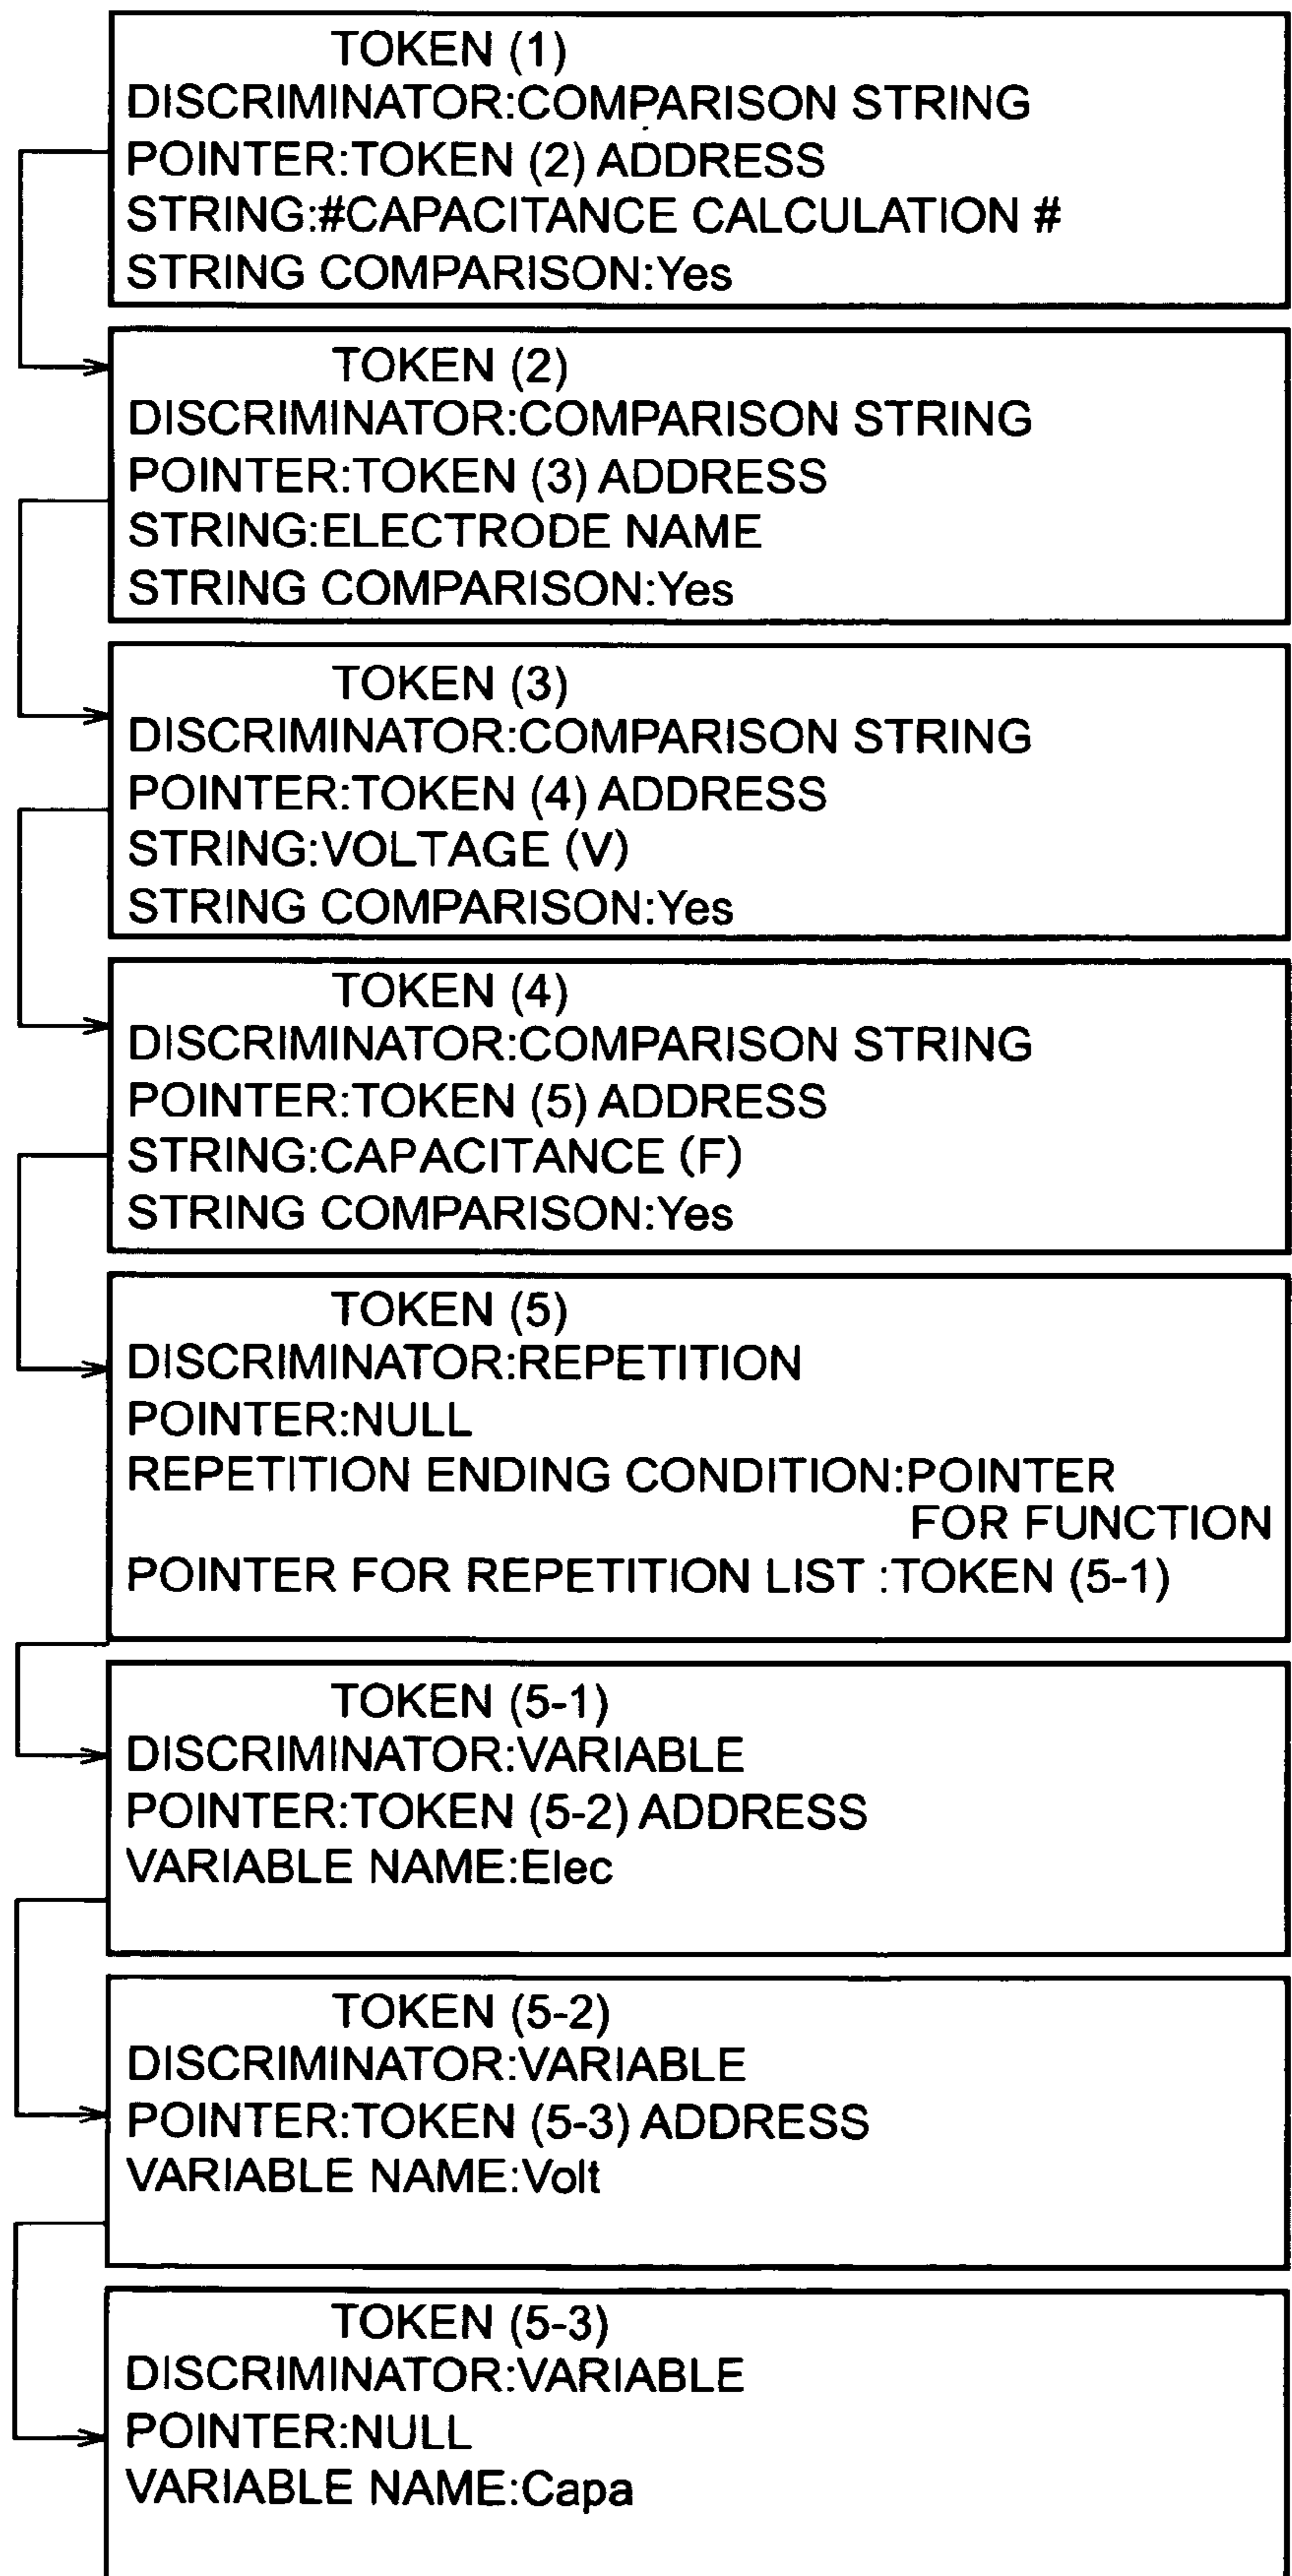 TOKEN (1)
DISCRIMINATOR:COMPARISON STRING
POINTER:TOKEN (2) ADDRESS
STRING:#CAPACITANCE CALCULATION #
STRING COMPARISON:Yes
TOKEN (2)
DISCRIMINATOR:COMPARISON STRING
POINTER:TOKEN (3) ADDRESS
STRING:ELECTRODE NAME
STRING COMPARISON:Yes
TOKEN (3)
DISCRIMINATOR:COMPARISON STRING
POINTER:TOKEN (4) ADDRESS
STRING:VOLTAGE (V)
STRING COMPARISON:Yes
TOKEN (4)
DISCRIMINATOR:COMPARISON STRING
POINTER:TOKEN (5) ADDRESS
STRING:CAPACITANCE (F)
STRING COMPARISON:Yes
TOKEN (5)
DISCRIMINATOR:REPETITION
POINTER:NULL
REPETITION ENDING CONDITION:POINTER
FOR FUNCTION
POINTER FOR REPETITION LIST :TOKEN (5-1)
TOKEN (5-1)
DISCRIMINATOR:VARIABLE
POINTER:TOKEN (5-2) ADDRESS
VARIABLE NAME:Elec
TOKEN (5-2)
DISCRIMINATOR:VARIABLE
POINTER:TOKEN (5-3) ADDRESS
VARIABLE NAME:Volt
TOKEN (5-3)
DISCRIMINATOR:VARIABLE
POINTER:NULL
VARIABLE NAME:Capa